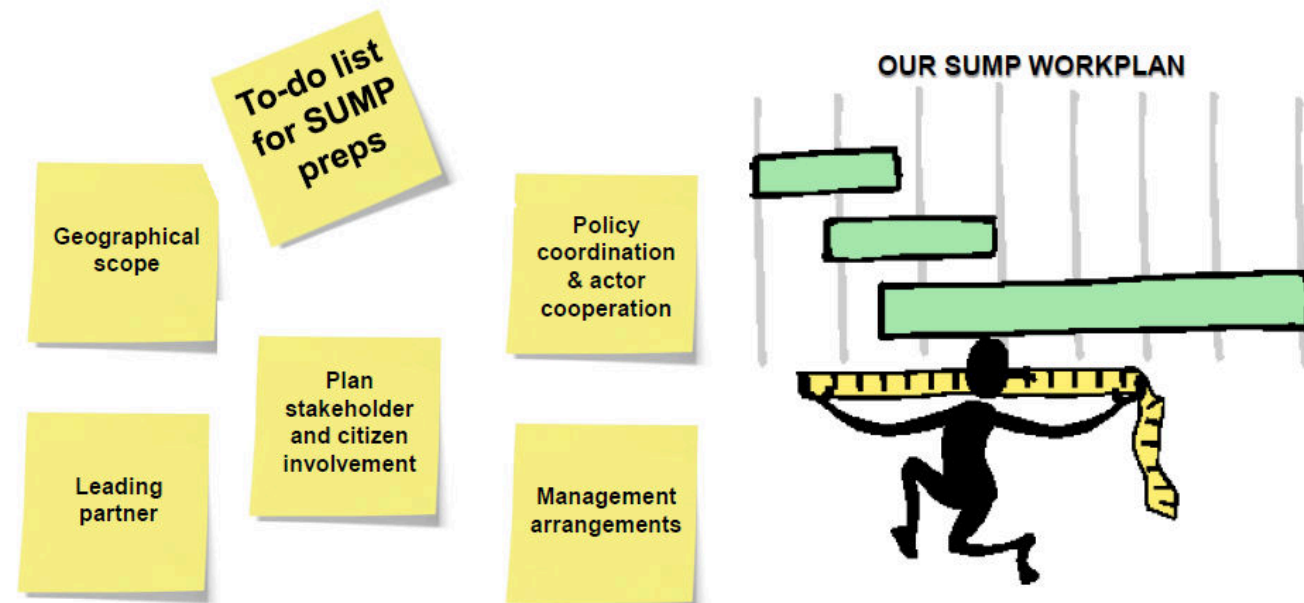 To-do list
for SUMP
preps
Geographical
scope
Policy
coordination
& actor
cooperation
Plan
stakeholder
and citizen
involvement
Leading
partner
Management
arrangements
OUR SUMP WORKPLAN